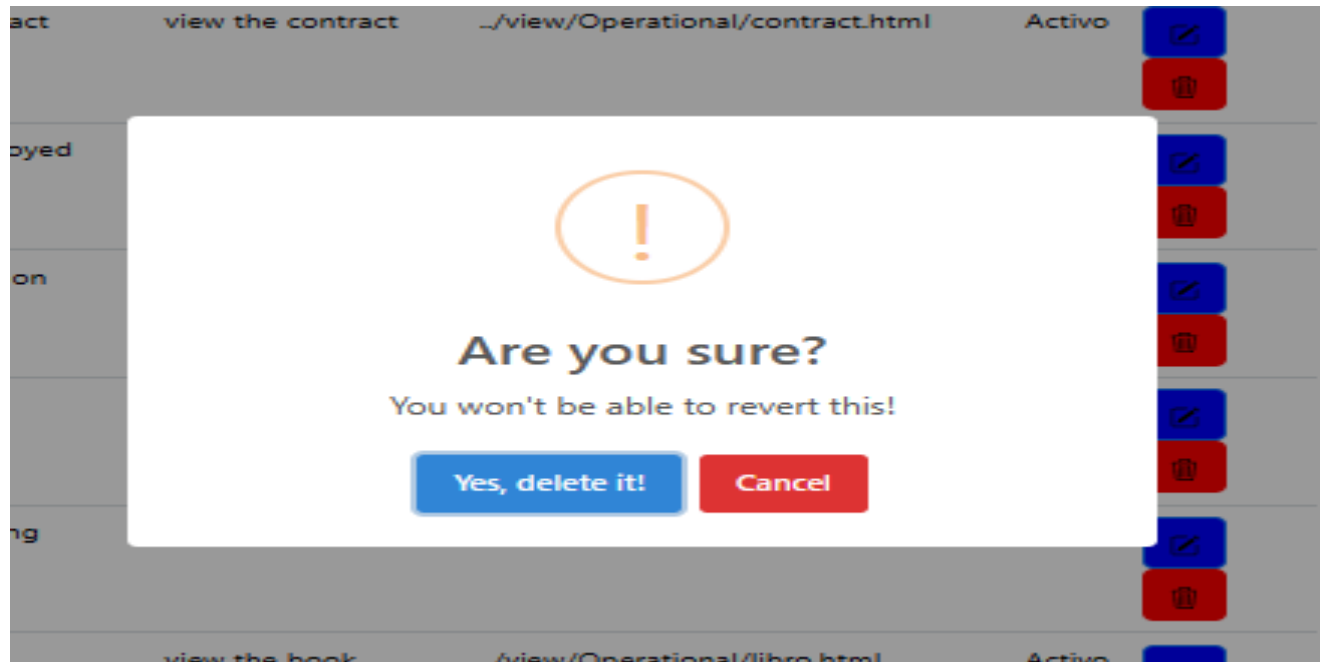 act view the contract ../view/Operational/contract.html Activo
oyed
on
!
Are you sure?
You won't be able to revert this!
Yes, delete it! Cancel
ng
view the book ../view/Operational/libro.html Activo